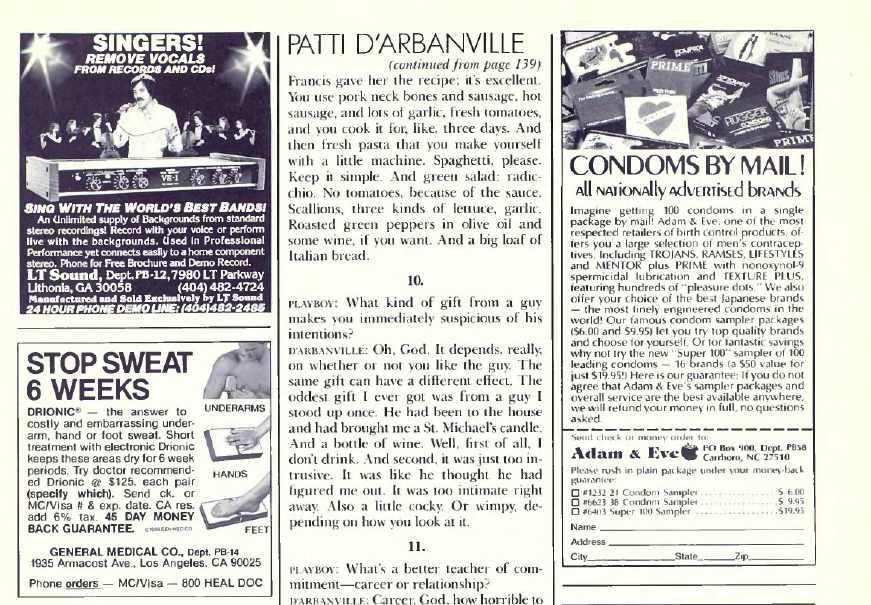 SINGERS!
REMOVE VOCALS
FROM RECORDS AND CDs!
SING WITH THE WORLD'S BEST BANDS!
An Unlimited supply of Backgrounds from standard
stereo recordings! Record with your voice or perform
live with the backgrounds. Used in Professional
Performance yet connects easily to a home component
stereo. Phone for Free Brochure and Demo Record.
LT Sound, Dept. PB-12, 7980 LT Parkway
Lithonia, GA 30058 (404) 482-4724
Manufactured and Sold Exclusively by LT Sound
24 HOUR PHONE DEMO LINE: (404) 482-2485
STOP SWEAT
6 WEEKS
DRIONIC® — the answer to
costly and embarrassing under-
arm, hand or foot sweat. Short
treatment with electronic Drionic
keeps these areas dry for 6 week
periods. Try doctor recommend-
ed Drionic @ $125. each pair
(specify which). Send ck. or
MC/Visa # & exp. date. CA res.
add 6% tax. 45 DAY MONEY
BACK GUARANTEE.
UNDERARMS
HANDS
FEET
GENERAL MEDICAL CO., Dept. PB-14
1935 Armacost Ave., Los Angeles, CA 90025
Phone orders — MC/Visa — 800 HEAL DOC
PATTI D'ARBANVILLE
(continued from page 139)
Francis gave her the recipe; it's excellent.
You use pork neck bones and sausage, hot
sausage, and lots of garlic, fresh tomatoes,
and you cook it for, like, three days. And
then fresh pasta that you make yourself
with a little machine. Spaghetti, please.
Keep it simple. And green salad: radic-
chio. No tomatoes, because of the sauce.
Scallions, three kinds of lettuce, garlic.
Roasted green peppers in olive oil and
some wine, if you want. And a big loaf of
Italian bread.
10.
PLAYBOY: What kind of gift from a guy
makes you immediately suspicious of his
intentions?
D'ARBANVILLE: Oh, God. It depends, really,
on whether or not you like the guy. The
same gift can have a different effect. The
oddest gift I ever got was from a guy I
stood up once. He had been to the house
and had brought me a St. Michael's candle.
And a bottle of wine. Well, first of all, I
don't drink. And second, it was just too in-
trusive. It was like he thought he had
figured me out. It was too intimate right
away. Also a little cocky. Or wimpy, de-
pending on how you look at it.
11.
PLAYBOY: What's a better teacher of com-
mitment—career or relationship?
D'ARBANVILLE: Career. God, how horrible to
PRIME
CONDOMS BY MAIL!
All NATIONALLY AdVERTISEd bRANdS
Imagine getting 100 condoms in a single
package by mail! Adam & Eve, one of the most
respected retailers of birth control products, of-
fers you a large selection of men's contracep-
tives, Including TROJANS, RAMSES, LIFESTYLES
and MENTOR plus PRIME with nonoxynol-9
spermicidal lubrication and TEXTURE PLUS,
featuring hundreds of "pleasure dots." We also
offer your choice of the best Japanese brands
— the most finely engineered condoms in the
world! Our famous condom sampler packages
($6.00 and $9.95) let you try top quality brands
and choose for yourself. Or for fantastic savings
why not try the new "Super 100" sampler of 100
leading condoms — 16 brands (a $50 value for
just $19.95!) Here is our guarantee: If you do not
agree that Adam & Eve's sampler packages and
overall service are the best available anywhere,
we will refund your money in full, no questions
asked.
Send check or money order to:
Adam & Eve PO Box 900, Dept. PB58
Carrboro, NC 27510
Please rush in plain package under your money-back
guarantee:
#1232 21 Condom Sampler $ 6.00
#6623 38 Condom Sampler $ 9.95
#6403 Super 100 Sampler $19.95
Name
Address
City State Zip